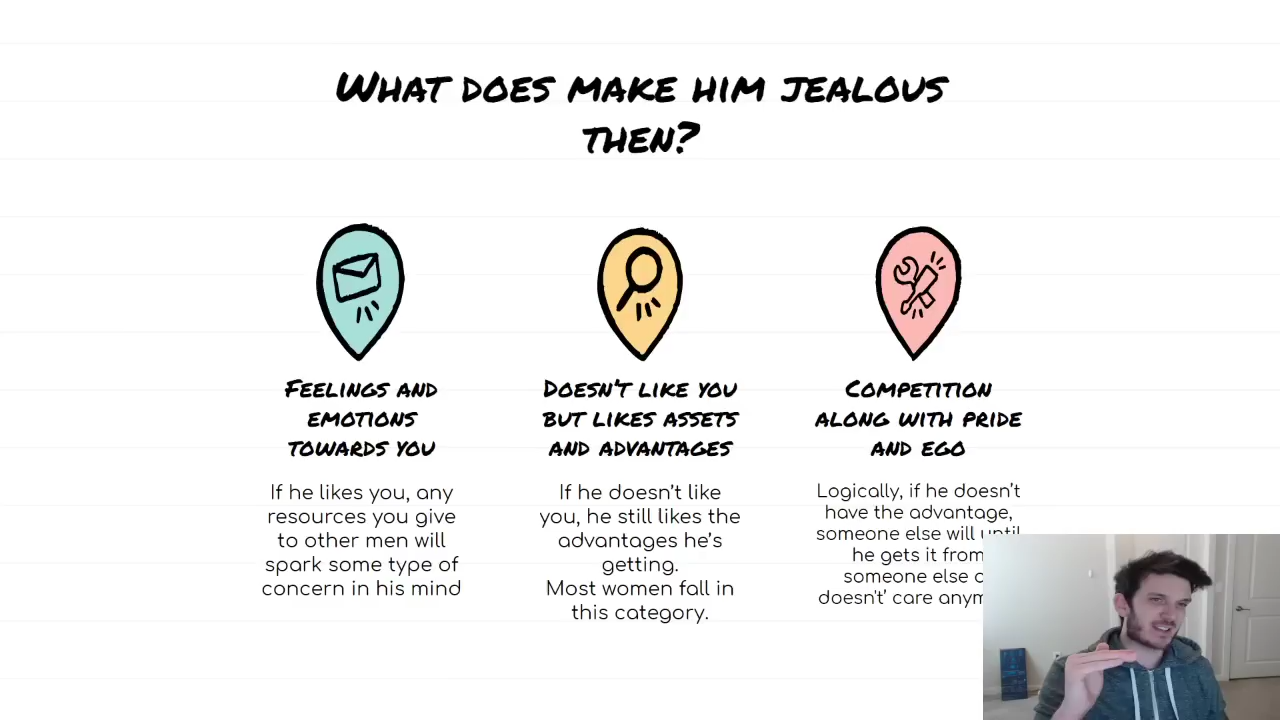 WHAT DOES MAKE HIM JEALOUS
THEN?
FEELINGS AND
EMOTIONS
TOWARDS YOU
If he likes you, any
resources you give
to other men will
spark some type of
concern in his mind
DOESN'T LIKE YOU
BUT LIKES ASSETS
AND ADVANTAGES
If he doesn't like
you, he still likes the
advantages he's
getting.
Most women fall in
this category.
COMPETITION
ALONG WITH PRIDE
AND EGO
Logically, if he doesn't
have the advantage,
someone else will until
he gets it from
someone else
doesn't' care